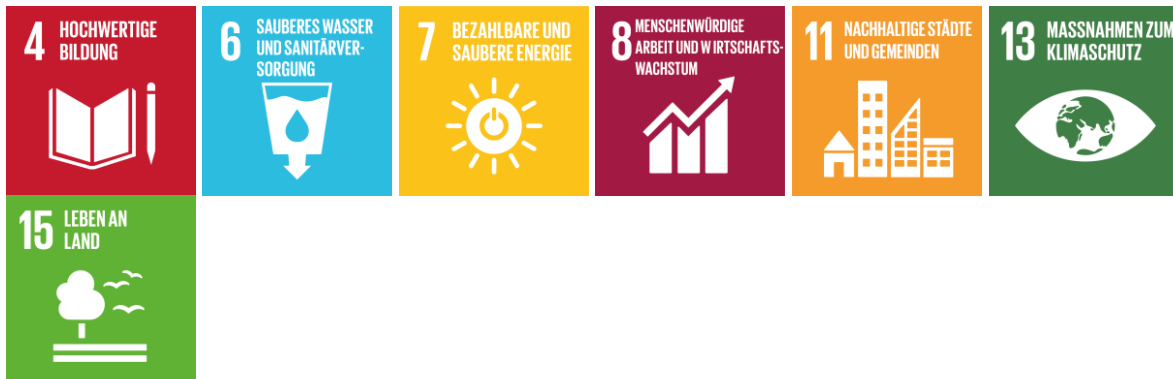 4 HOCHWERTIGE
BILDUNG
6 SAUBERES WASSER
UND SANITÄRVER-
SORGUNG
7 BEZAHLBARE UND
SAUBERE ENERGIE
8 MENSCHENWÜRDIGE
ARBEIT UND WIRTSCHAFTS-
WACHSTUM
11 NACHHALTIGE STÄDTE
UND GEMEINDEN
13 MASSNAHMEN ZUM
KLIMASCHUTZ
15 LEBEN AN
LAND